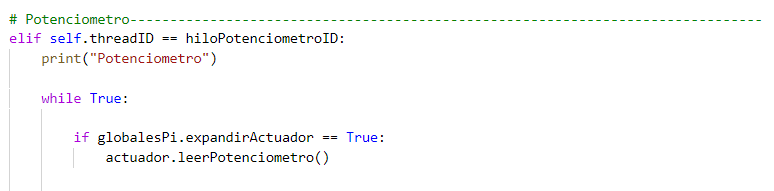 # Potenciometro-------------------------------------------------------------------------------
elif self.threadID == hiloPotenciometroID:
    print("Potenciometro")
    while True:
        if globalesPi.expandirActuador == True:
            actuador.leerPotenciometro()